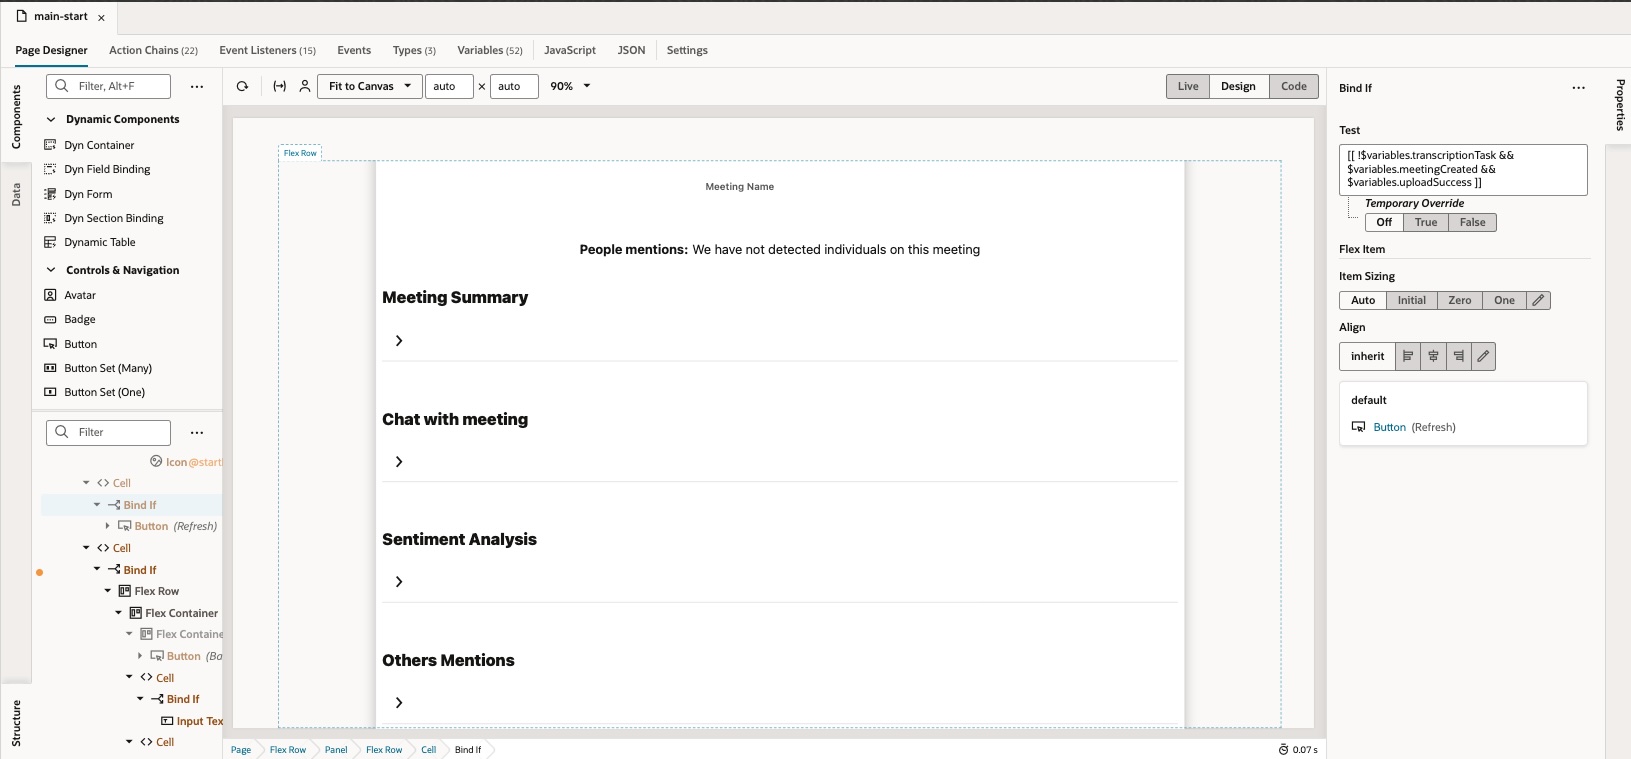 main-start ×
Page Designer
Action Chains (22)
Event Listeners (15)
Events
Types (3)
Variables (52)
JavaScript
JSON
Settings
Components
Data
Structure
Filter, Alt+F
Dynamic Components
Dyn Container
Dyn Field Binding
Dyn Form
Dyn Section Binding
Dynamic Table
Controls & Navigation
Avatar
Badge
Button
Button Set (Many)
Button Set (One)
Filter
Icon @start
Cell
Bind If
Button (Refresh)
Cell
Bind If
Flex Row
Flex Container
Flex Containe
Button (Ba
Cell
Bind If
Input Tex
Cell
Fit to Canvas
auto × auto
90%
Live
Design
Code
Flex Row
Meeting Name
People mentions: We have not detected individuals on this meeting
Meeting Summary
Chat with meeting
Sentiment Analysis
Others Mentions
Page
Flex Row
Panel
Flex Row
Cell
Bind If
0.07 s
Bind If
Test
[[ !$variables.transcriptionTask &&
$variables.meetingCreated &&
$variables.uploadSuccess ]]
Temporary Override
Off True False
Flex Item
Item Sizing
Auto Initial Zero One
Align
inherit
default
Button (Refresh)
Properties